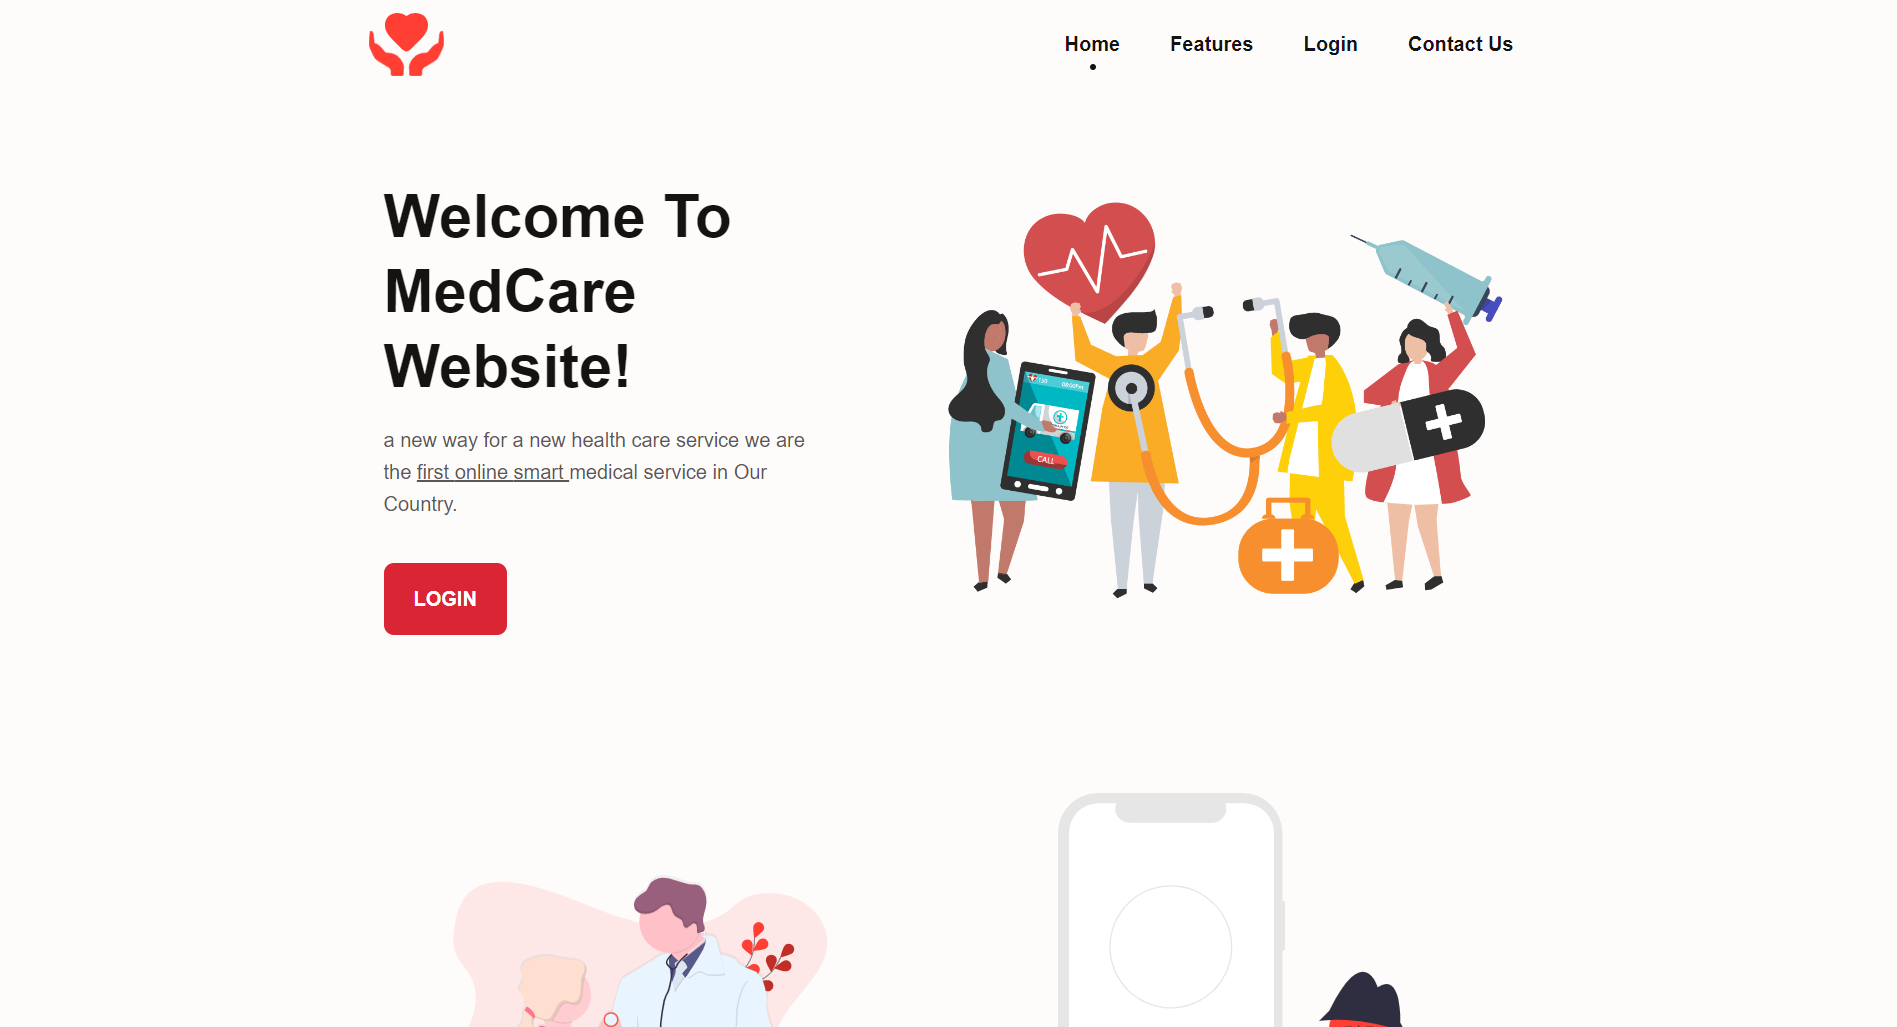 Home Features Login Contact Us
Welcome To
MedCare
Website!
a new way for a new health care service we are
the first online smart medical service in Our
Country.
LOGIN
CALL